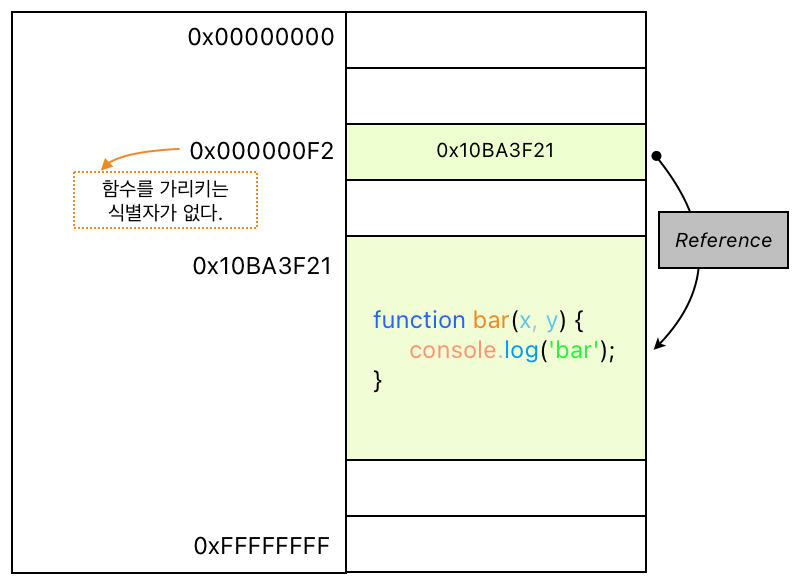 0x00000000
0x000000F2
0x10BA3F21
함수를 가리키는
식별자가 없다.
Reference
0x10BA3F21
function bar(x, y) {
console.log('bar');
}
0xFFFFFFFF